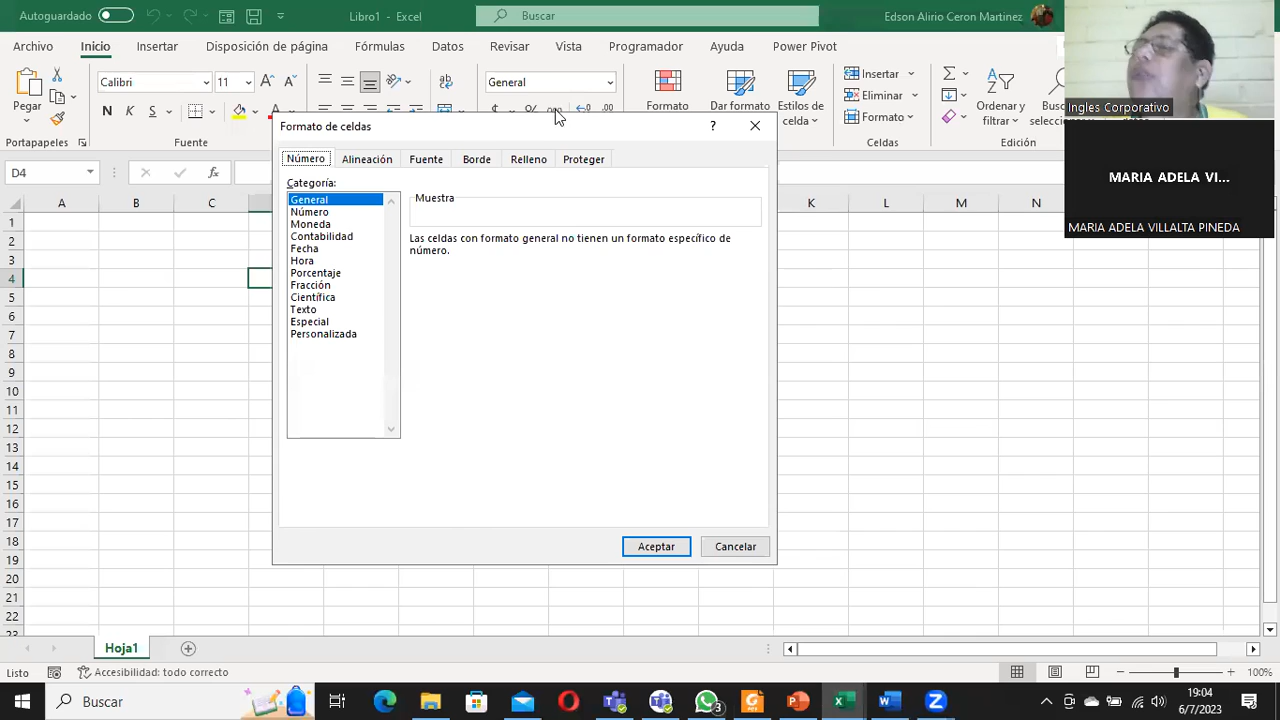 Autoguardado
Libro1 - Excel
Buscar
Edson Alirio Ceron Martinez
Archivo Inicio Insertar Disposición de página Fórmulas Datos Revisar Vista Programador Ayuda Power Pivot
Pegar
Calibri 11
N K S
General
Formato
Dar formato
Estilos de
celda
Insertar
Eliminar
Formato
Ordenar y
Portapapeles Fuente Celdas
D4
fx
A B C K L M N
1
2
3
4
5
6
7
8
9
10
11
12
13
14
15
16
17
18
19
20
21
22
23
Formato de celdas
?
Número Alineación Fuente Borde Relleno Proteger
Categoría:
General
Número
Moneda
Contabilidad
Fecha
Hora
Porcentaje
Fracción
Científica
Texto
Especial
Personalizada
Muestra
Las celdas con formato general no tienen un formato específico de
número.
Aceptar Cancelar
Ingles Corporativo
MARIA ADELA VI...
MARIA ADELA VILLALTA PINEDA
Hoja1
Listo
Accesibilidad: todo correcto
100%
Buscar
3
19:04
6/7/2023